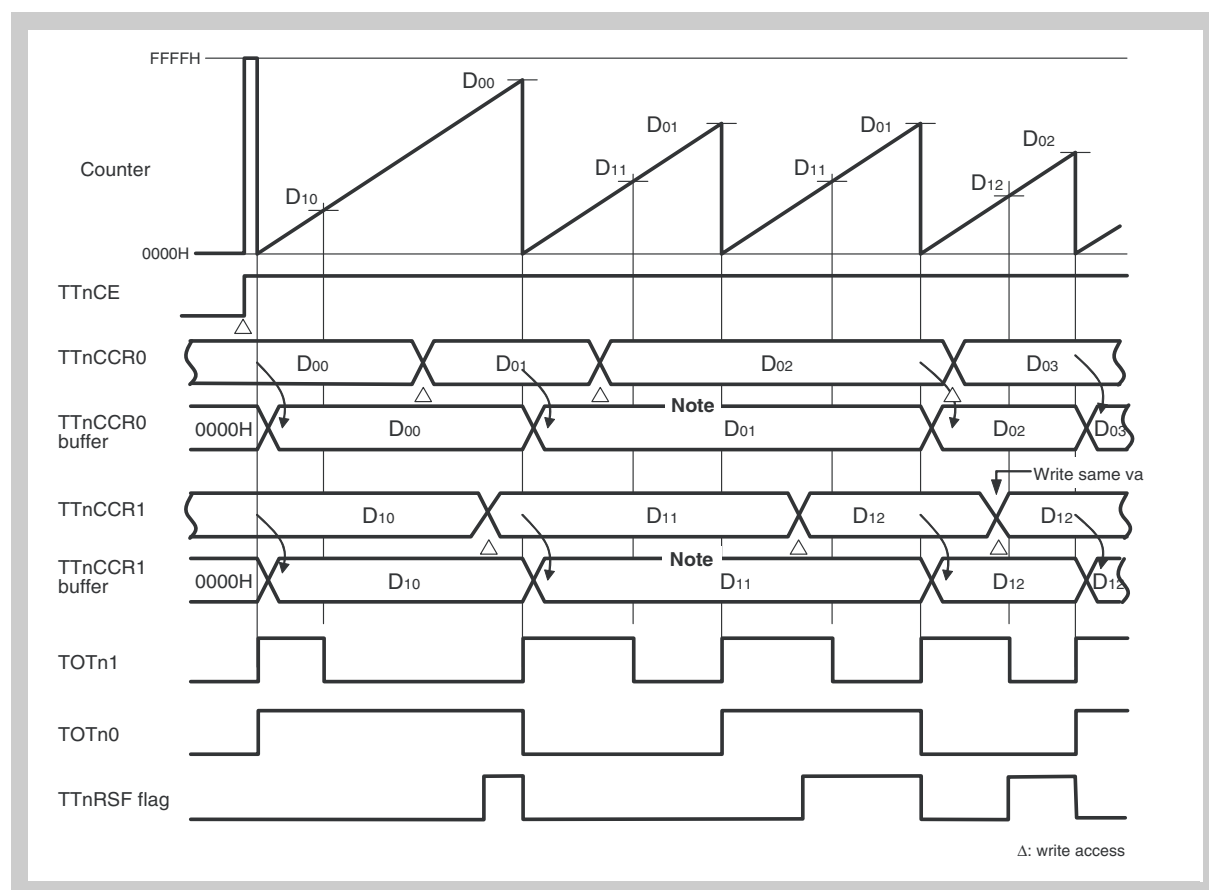 FFFFH
D00
D01
D01
D02
Counter
D11
D11
D12
D10
0000H
TTnCE
TTnCCR0
D00
D01
D02
D03
Note
TTnCCR0
buffer
0000H
D00
D01
D02
D03
Write same va
TTnCCR1
D10
D11
D12
D12
Note
TTnCCR1
buffer
0000H
D10
D11
D12
D12
TOTn1
TOTn0
TTnRSF flag
Δ: write access